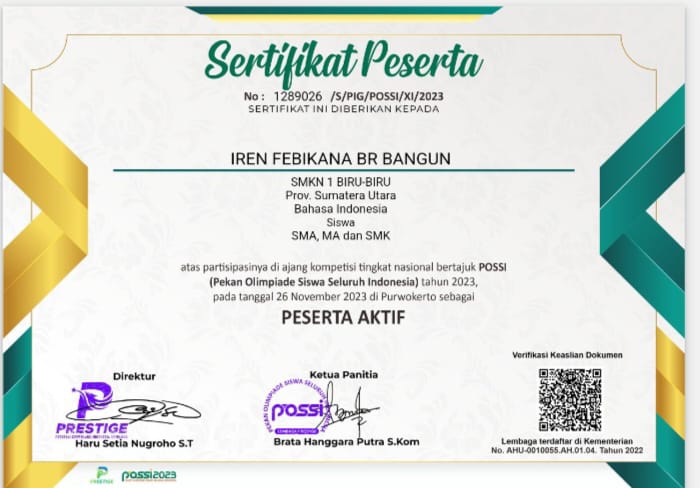 Sertifikat Peserta
No : 1289026 /S/PIG/POSSI/XI/2023
SERTIFIKAT INI DIBERIKAN KEPADA
IREN FEBIKANA BR BANGUN
SMKN 1 BIRU-BIRU
Prov. Sumatera Utara
Bahasa Indonesia
Siswa
SMA, MA dan SMK
atas partisipasinya di ajang kompetisi tingkat nasional bertajuk POSSI
(Pekan Olimpiade Siswa Seluruh Indonesia) tahun 2023,
pada tanggal 26 November 2023 di Purwokerto sebagai
PESERTA AKTIF
Direktur
PRESTIGE
Haru Setia Nugroho S.T
Ketua Panitia
PEKAN OLIMPIADE SISWA SELURUH
possi
Brata Hanggara Putra S.Kom
Verifikasi Keaslian Dokumen
Lembaga terdaftar di Kementerian
No. AHU-0010055.AH.01.04. Tahun 2022
PRESTIGE
possi2023